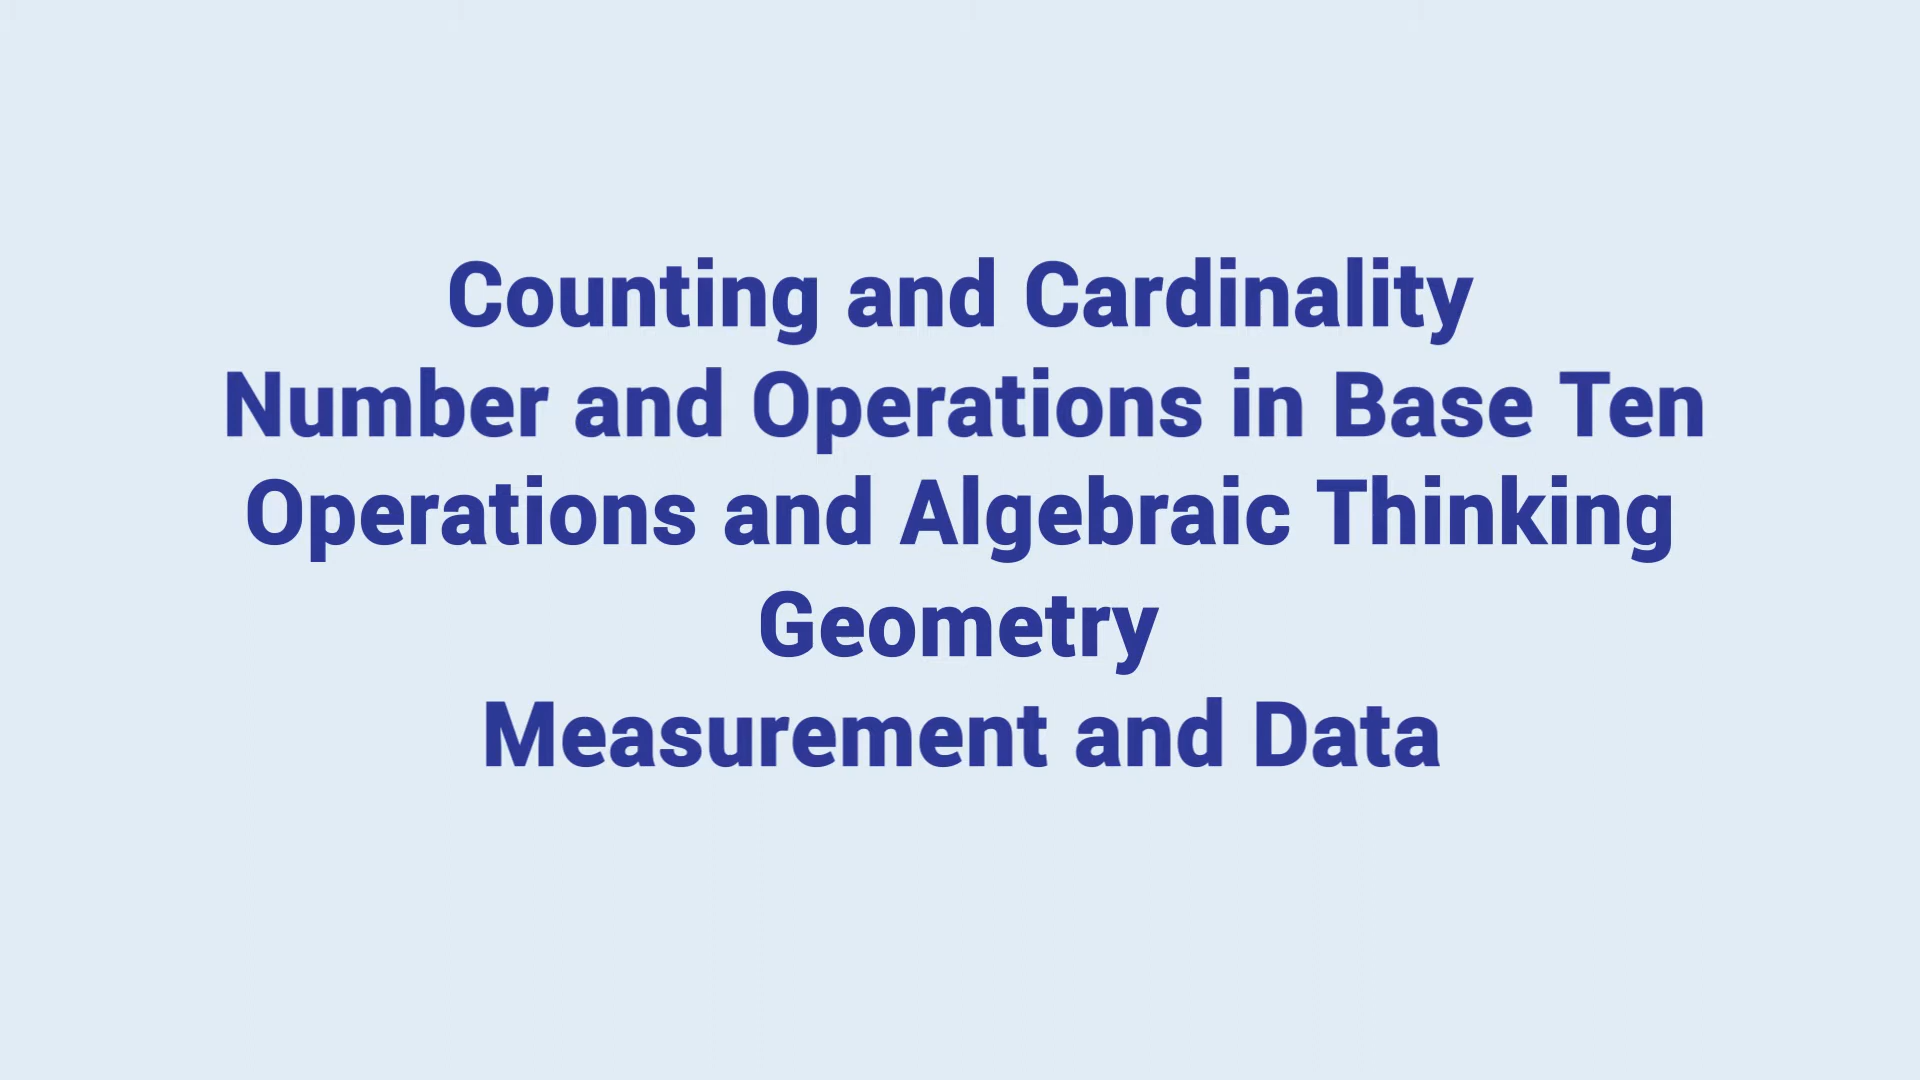 Counting and Cardinality
Number and Operations in Base Ten
Operations and Algebraic Thinking
Geometry
Measurement and Data